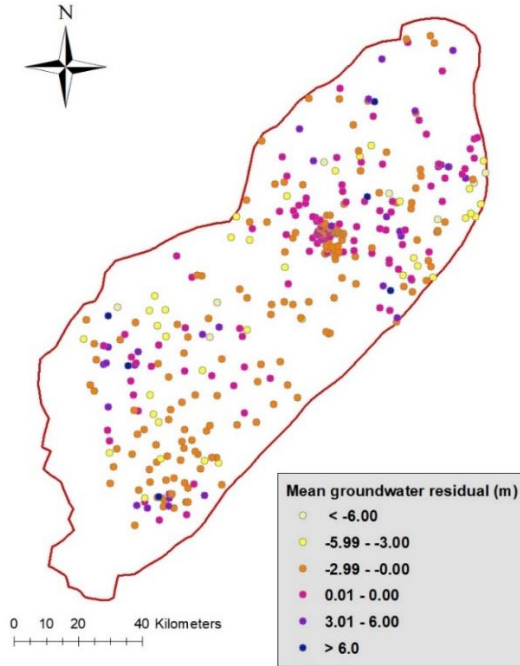 N
Mean groundwater residual (m)
< -6.00
-5.99 - -3.00
-2.99 - -0.00
0.01 - 0.00
3.01 - 6.00
> 6.0
0 10 20 40 Kilometers